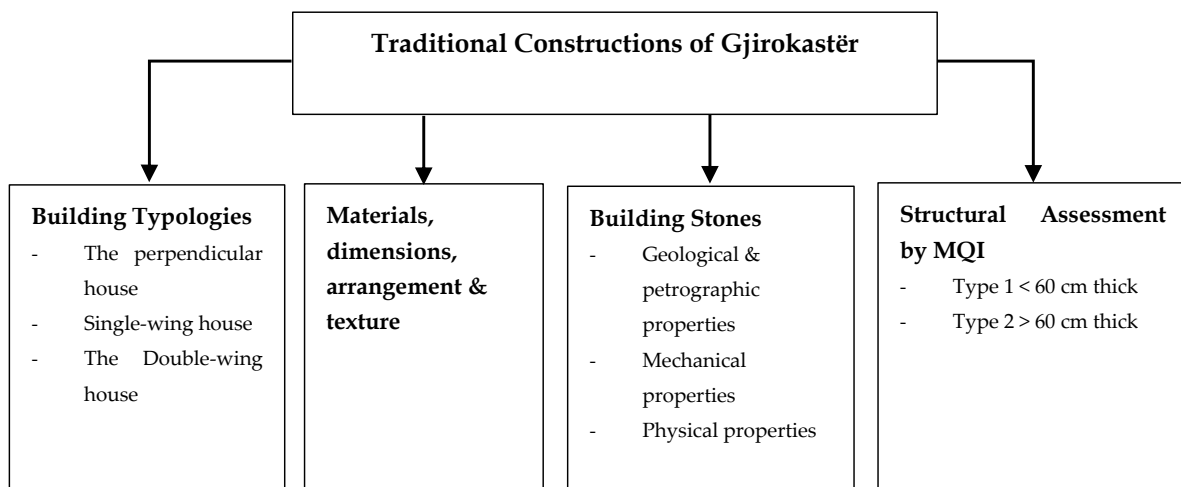 Traditional Constructions of Gjirokastër
Building Typologies
- The perpendicular
house
- Single-wing house
- The Double-wing
house
Materials,
dimensions,
arrangement &
texture
Building Stones
- Geological &
petrographic
properties
- Mechanical
properties
- Physical properties
Structural Assessment
by MQI
- Type 1 < 60 cm thick
- Type 2 > 60 cm thick